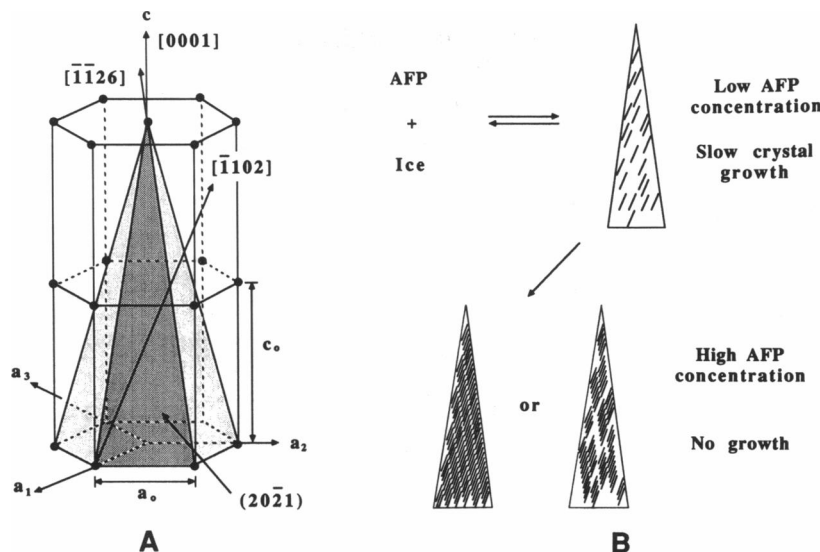 c
[0001]
[1̅1̅26]
[1̅102]
c₀
a₃
a₂
a₁
a₀
(202̅1)
A
AFP
+
Ice
Low AFP
concentration
Slow crystal
growth
or
High AFP
concentration
No growth
B